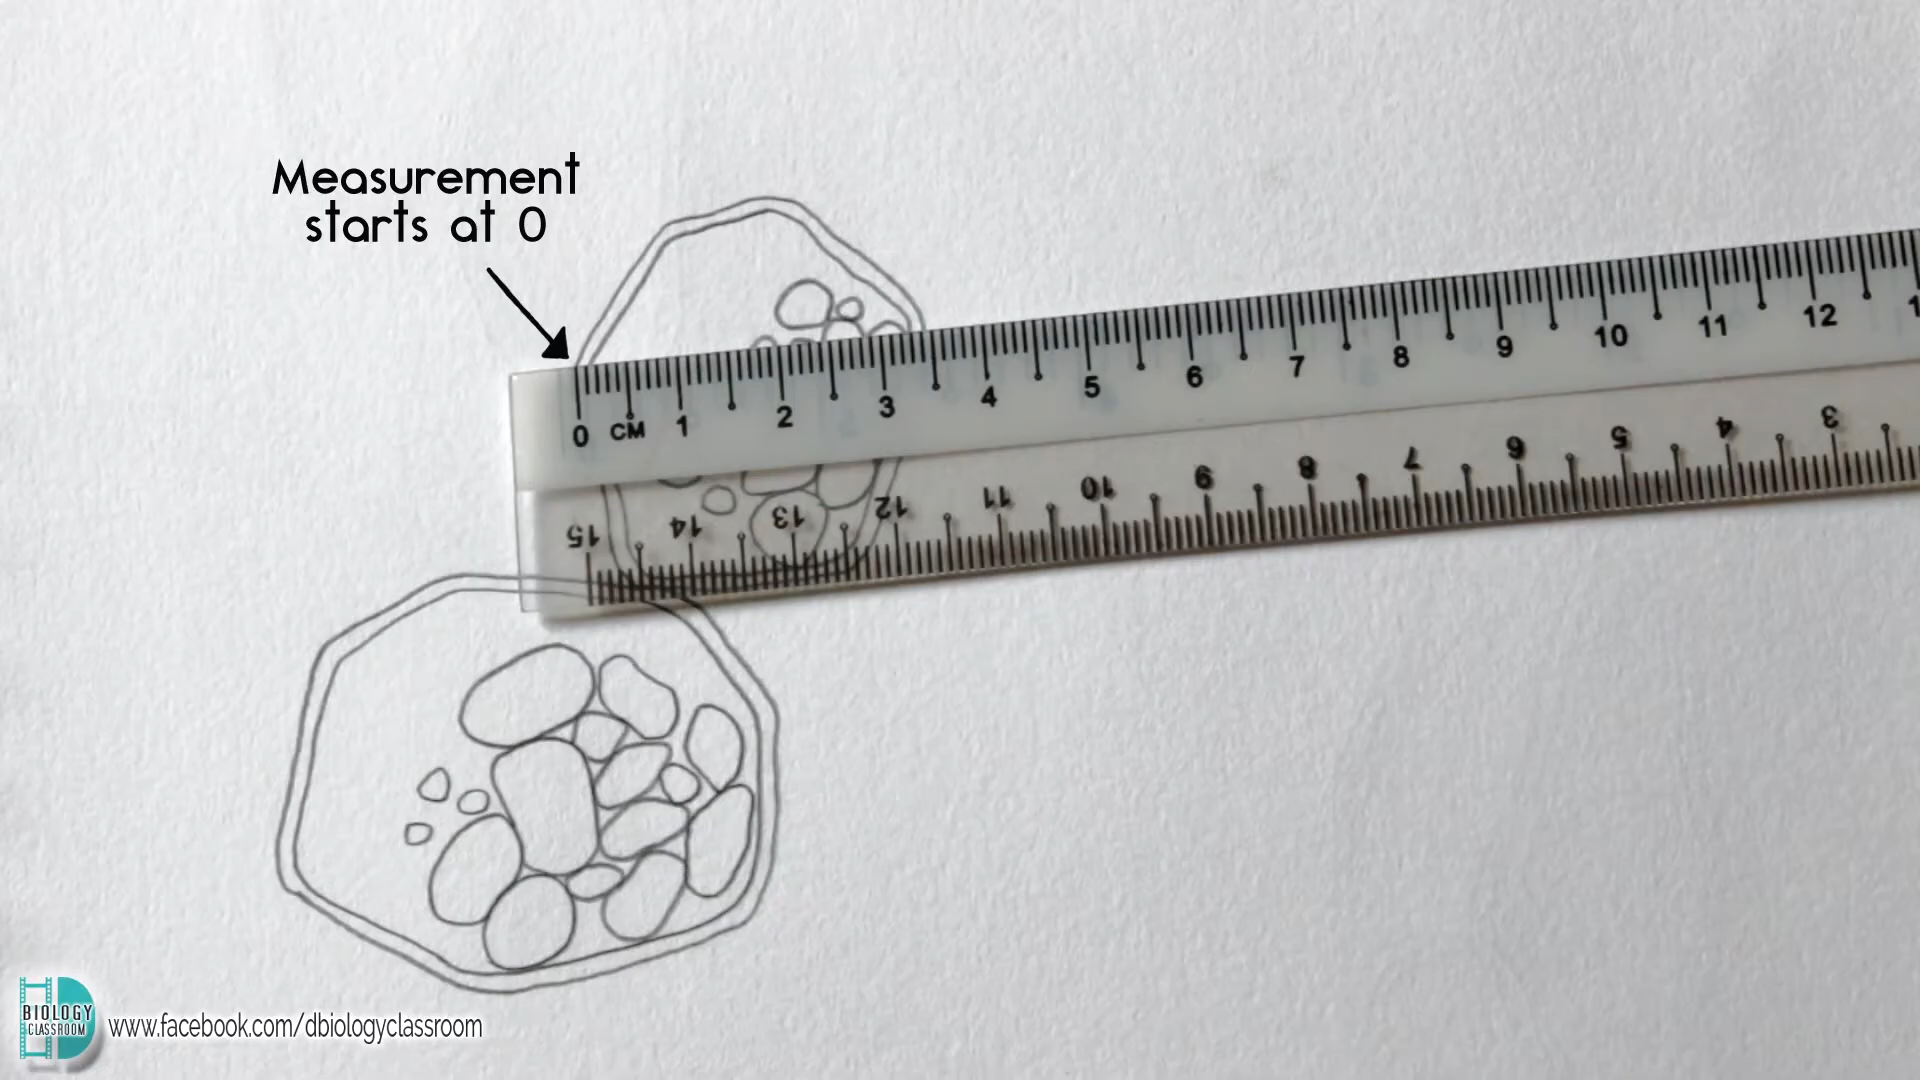 Measurement
starts at 0
0 CM 1 2 3 4 5 6 7 8 9 10 11 12
15 14 13 12 11 10 9 8 7 6 5 4 3
BIOLOGY
CLASSROOM
www.facebook.com/dbiologyclassroom